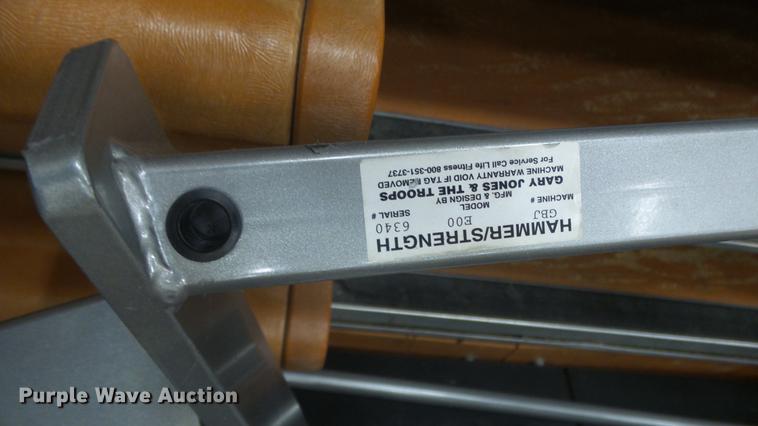 HAMMER/STRENGTH
GBJ E00 6340
MACHINE # MODEL SERIAL #
MFG. & DESIGN BY
GARY JONES & THE TROOPS
MACHINE WARRANTY VOID IF TAG REMOVED
For Service Call Life Fitness 800-351-3737
Purple Wave Auction